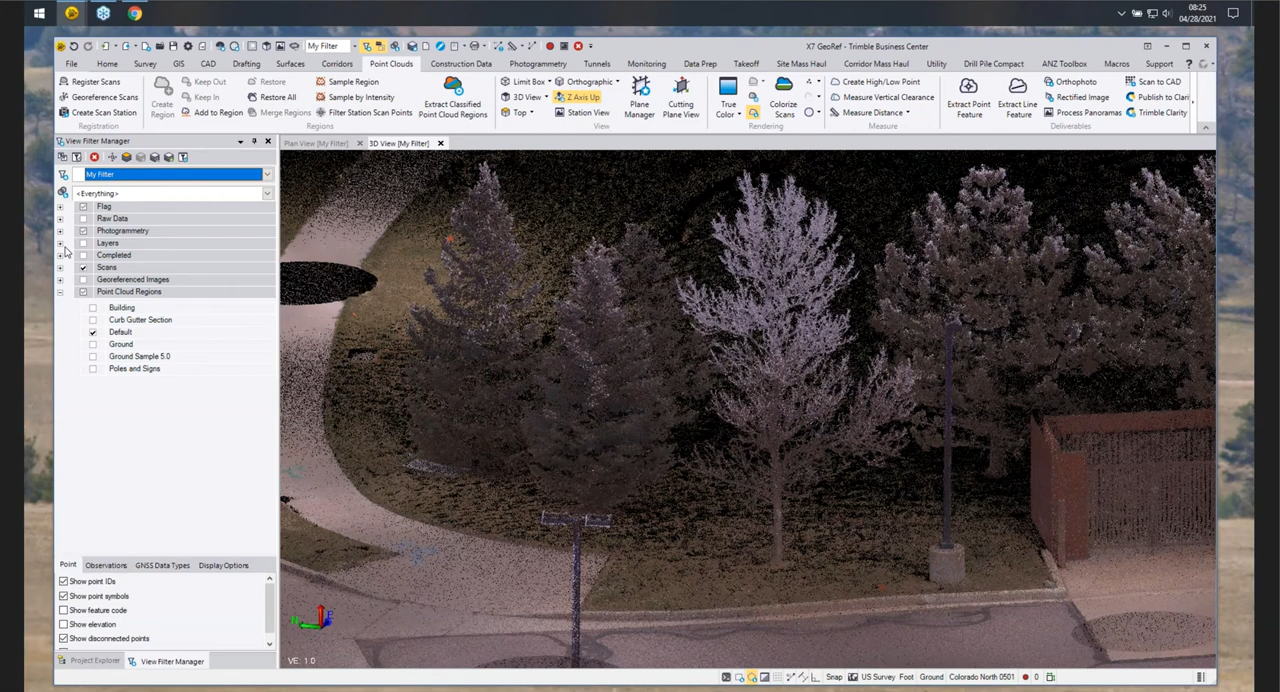 08:25
04/28/2021
My Filter
X7 GeoRef - Trimble Business Center
File Home Survey GIS CAD Drafting Surfaces Corridors Point Clouds Construction Data Photogrammetry Tunnels Monitoring Data Prep Takeoff Site Mass Haul Corridor Mass Haul Utility Drill Pile Compact ANZ Toolbox Macros Support
Register Scans Keep Out Restore Sample Region Limit Box Orthographic Create High/Low Point Orthophoto Scan to CAD
Georeference Scans Keep In Restore All Sample by Intensity 3D View Z Axis Up Measure Vertical Clearance Rectified Image Publish to Clari
Create Scan Station Add to Region Merge Regions Filter Station Scan Points Top Station View Measure Distance Process Panoramas Trimble Clarity
Create Region
Extract Classified Point Cloud Regions
Plane Manager
Cutting Plane View
True Color
Colorize Scans
Extract Point Feature
Extract Line Feature
Registration Regions View Rendering Measure Deliverables
View Filter Manager
Plan View [My Filter] 3D View [My Filter]
My Filter
<Everything>
Flag
Raw Data
Photogrammetry
Layers
Completed
Scans
Georeferenced Images
Point Cloud Regions
Building
Curb Gutter Section
Default
Ground
Ground Sample 5.0
Poles and Signs
Point Observations GNSS Data Types Display Options
Show point IDs
Show point symbols
Show feature code
Show elevation
Show disconnected points
Project Explorer View Filter Manager
VE: 1.0
Snap US Survey Foot Ground Colorado North 0501 0